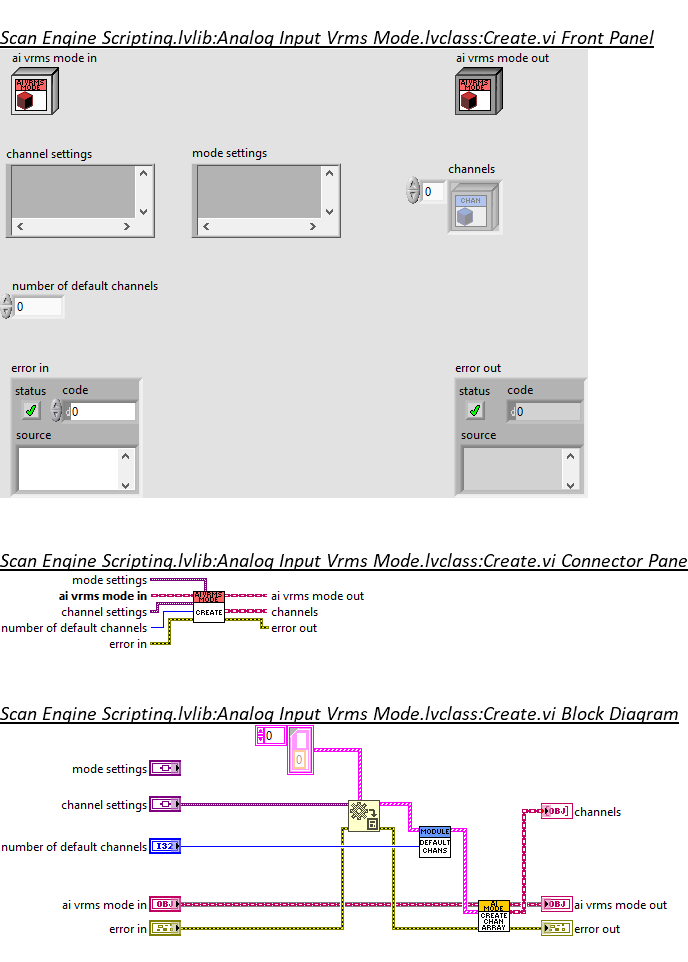 Scan Engine Scripting.lvlib:Analog Input Vrms Mode.lvclass:Create.vi Front Panel
ai vrms mode in
ai vrms mode out
AI VRMS
MODE
AI VRMS
MODE
channel settings
mode settings
channels
0
CHAN
number of default channels
0
error in
error out
status code
status code
d 0
d 0
source
source
Scan Engine Scripting.lvlib:Analog Input Vrms Mode.lvclass:Create.vi Connector Pane
mode settings
ai vrms mode in
channel settings
number of default channels
error in
AI VRMS
MODE
CREATE
ai vrms mode out
channels
error out
Scan Engine Scripting.lvlib:Analog Input Vrms Mode.lvclass:Create.vi Block Diagram
0
0
mode settings
channel settings
number of default channels
I32
MODULE
DEFAULT
CHANS
OBJ
channels
ai vrms mode in
OBJ
AI
MODE
CREATE
CHAN
ARRAY
OBJ
ai vrms mode out
error in
error out